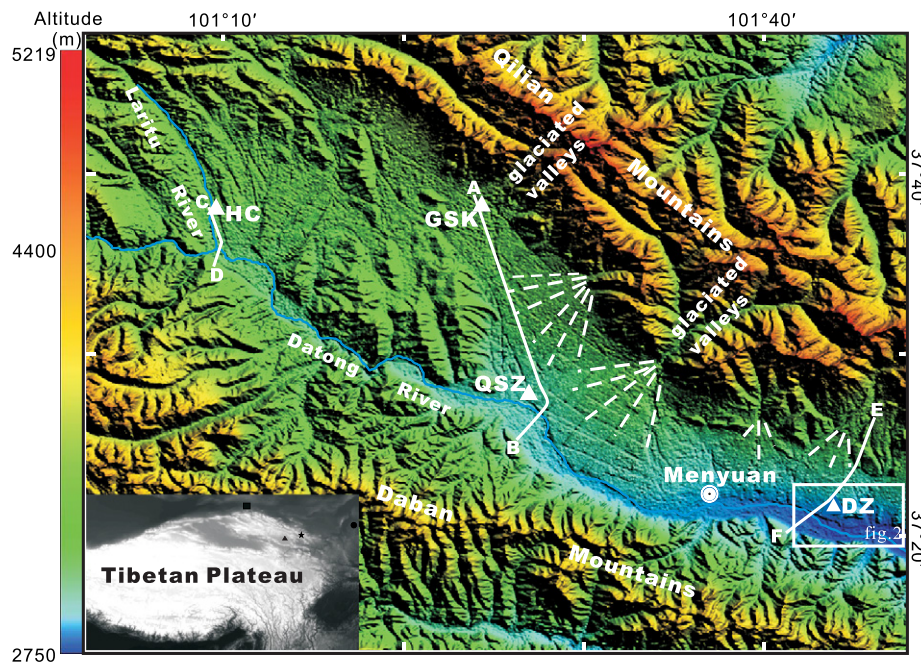 Altitude
(m)
101°10′
101°40′
5219
4400
2750
37°40′
37°20′
Larifu
River
Qilian
Mountains
glaciated
valleys
glaciated
valleys
A
GSK
C
HC
D
Datong
River
QSZ
B
E
Menyuan
DZ
F
fig.2
Daban
Mountains
Tibetan Plateau